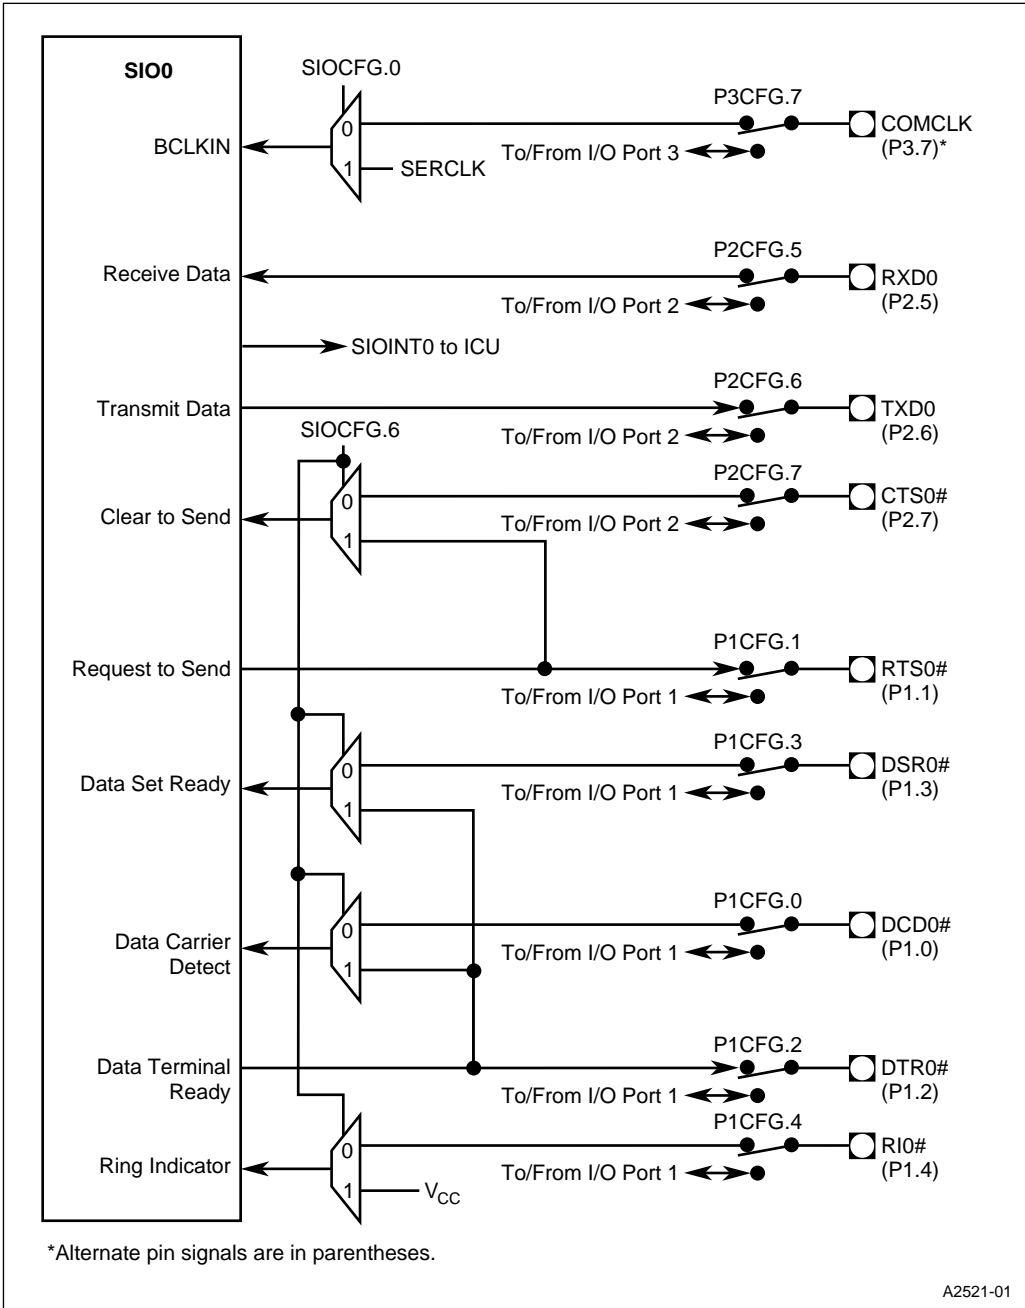 SIO0
SIOCFG.0
P3CFG.7
COMCLK
(P3.7)*
BCLKIN
0
1
SERCLK
To/From I/O Port 3
Receive Data
P2CFG.5
RXD0
(P2.5)
To/From I/O Port 2
SIOINT0 to ICU
Transmit Data
P2CFG.6
TXD0
(P2.6)
To/From I/O Port 2
SIOCFG.6
P2CFG.7
CTS0#
(P2.7)
Clear to Send
0
1
To/From I/O Port 2
Request to Send
P1CFG.1
RTS0#
(P1.1)
To/From I/O Port 1
P1CFG.3
DSR0#
(P1.3)
Data Set Ready
0
1
To/From I/O Port 1
P1CFG.0
DCD0#
(P1.0)
Data Carrier
Detect
0
1
To/From I/O Port 1
Data Terminal
Ready
P1CFG.2
DTR0#
(P1.2)
To/From I/O Port 1
P1CFG.4
RI0#
(P1.4)
Ring Indicator
0
1
To/From I/O Port 1
VCC
*Alternate pin signals are in parentheses.
A2521-01